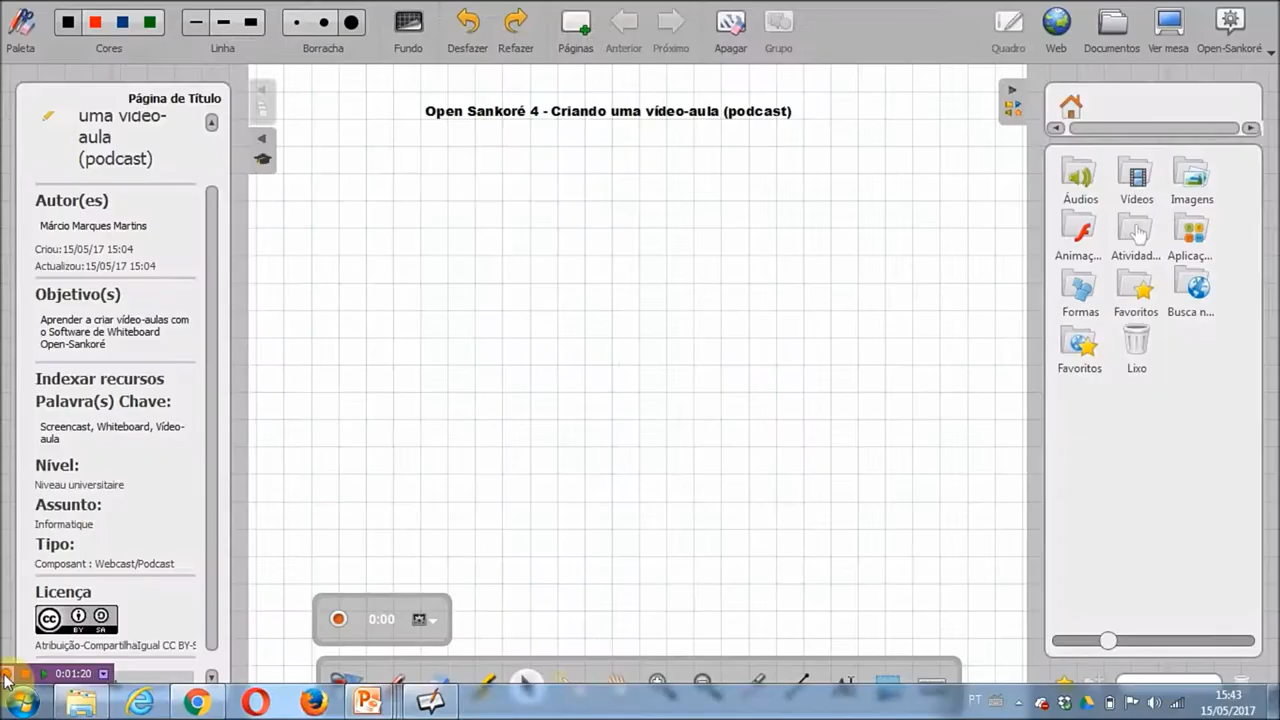 Paleta
Cores
Linha
Borracha
Fundo
Desfazer
Refazer
Páginas
Anterior
Próximo
Apagar
Grupo
Quadro
Web
Documentos
Ver mesa
Open-Sankoré
Página de Título
uma vídeo-
aula
(podcast)
Autor(es)
Márcio Marques Martins
Criou:15/05/17 15:04
Actualizou:15/05/17 15:04
Objetivo(s)
Aprender a criar vídeo-aulas com
o Software de Whiteboard
Open-Sankoré
Indexar recursos
Palavra(s) Chave:
Screencast, Whiteboard, Vídeo-
aula
Nível:
Niveau universitaire
Assunto:
Informatique
Tipo:
Composant : Webcast/Podcast
Licença
cc
BY SA
Atribuição-CompartilhaIgual CC BY-S
0:01:20
Open Sankoré 4 - Criando uma vídeo-aula (podcast)
0:00
Áudios
Vídeos
Imagens
Animaç...
Atividad...
Aplicaç...
Formas
Favoritos
Busca n...
Favoritos
Lixo
PT
15:43
15/05/2017